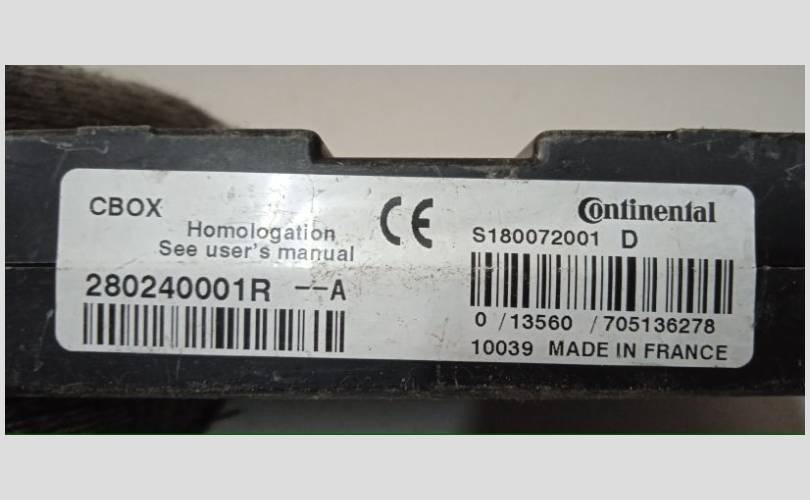 CBOX
Homologation
See user's manual
280240001R --A
CE
Continental
S180072001 D
0 / 13560 / 705136278
10039 MADE IN FRANCE